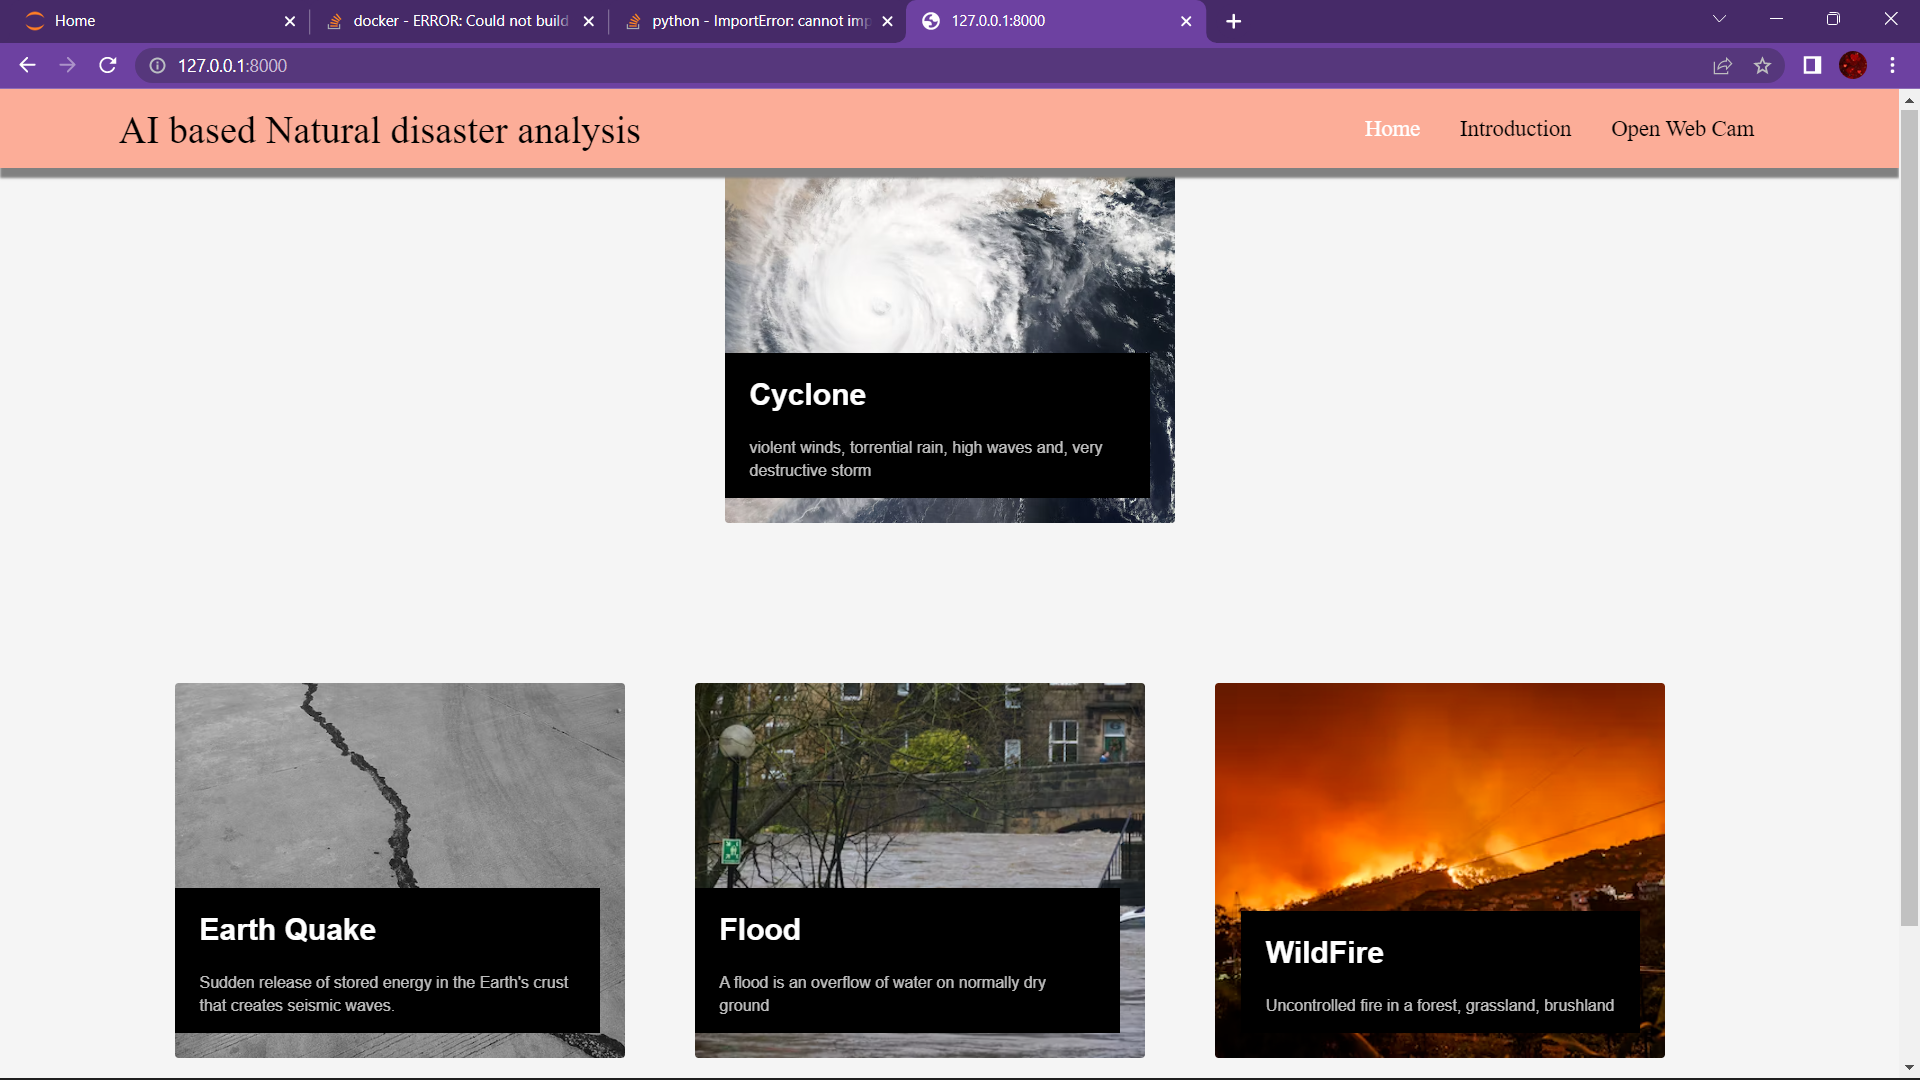 Home
docker - ERROR: Could not build
python - ImportError: cannot imp
127.0.0.1:8000
127.0.0.1:8000
AI based Natural disaster analysis
Home
Introduction
Open Web Cam
Cyclone
violent winds, torrential rain, high waves and, very
destructive storm
Earth Quake
Sudden release of stored energy in the Earth's crust
that creates seismic waves.
Flood
A flood is an overflow of water on normally dry
ground
WildFire
Uncontrolled fire in a forest, grassland, brushland